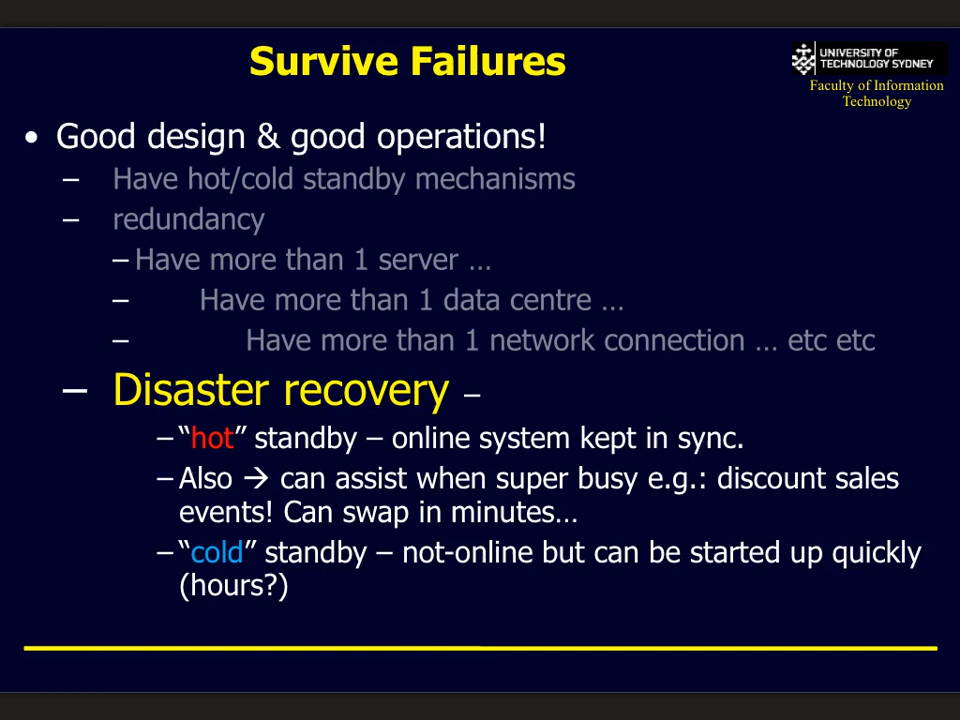 Survive Failures
UNIVERSITY OF
TECHNOLOGY SYDNEY
Faculty of Information
Technology
• Good design & good operations!
– Have hot/cold standby mechanisms
– redundancy
– Have more than 1 server …
– Have more than 1 data centre …
– Have more than 1 network connection … etc etc
– Disaster recovery –
– “hot” standby – online system kept in sync.
– Also → can assist when super busy e.g.: discount sales
events! Can swap in minutes…
– “cold” standby – not-online but can be started up quickly
(hours?)